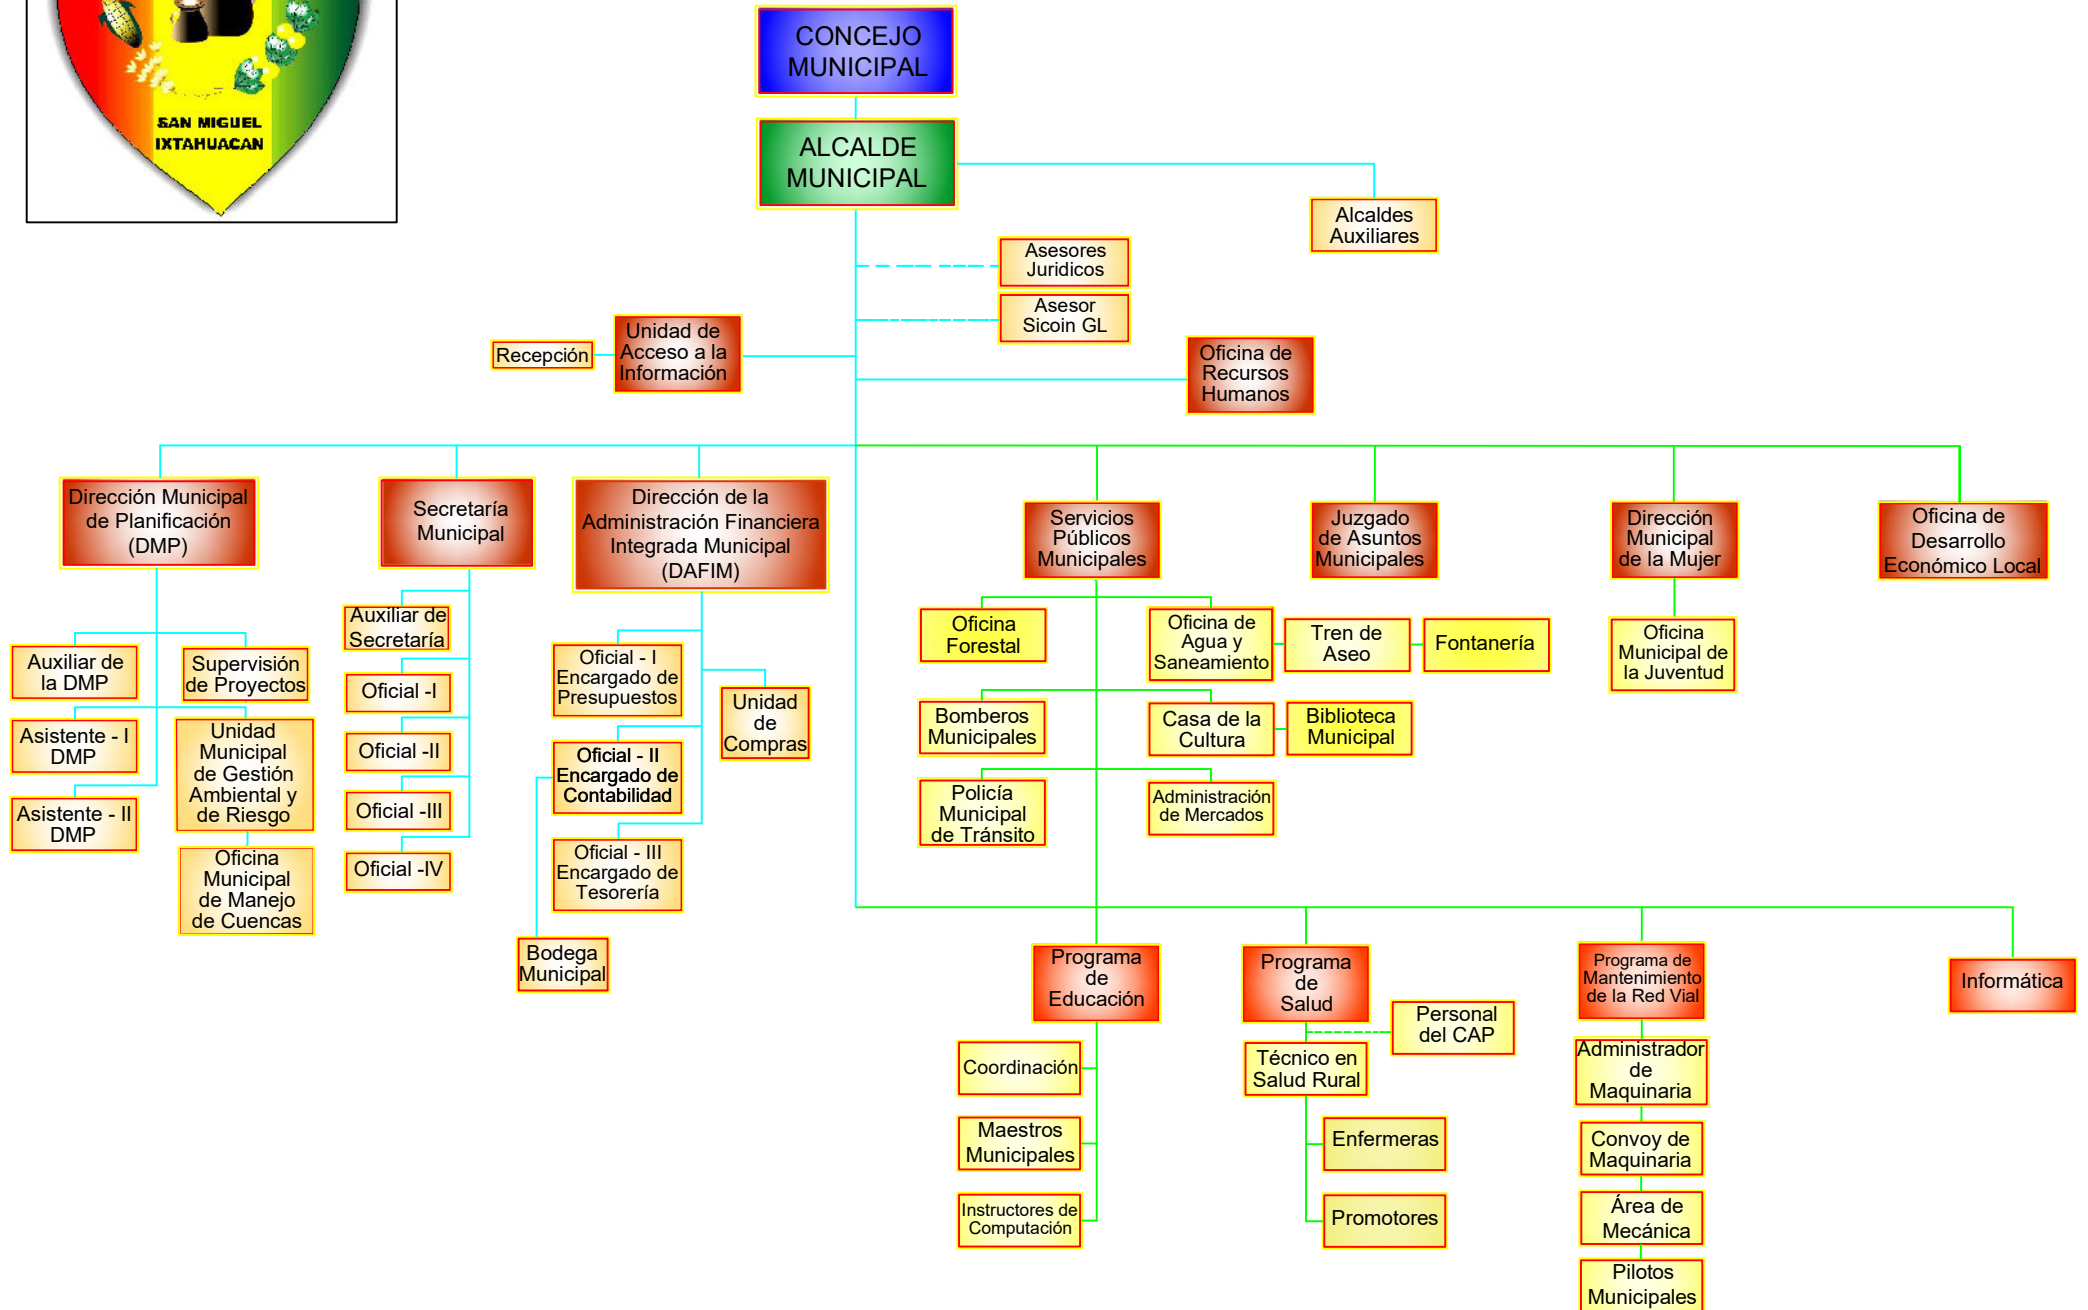 SAN MIGUEL
IXTAHUACAN
CONCEJO
MUNICIPAL
ALCALDE
MUNICIPAL
Alcaldes
Auxiliares
Asesores
Juridicos
Asesor
Sicoin GL
Recepción
Unidad de
Acceso a la
Información
Oficina de
Recursos
Humanos
Dirección Municipal
de Planificación
(DMP)
Secretaría
Municipal
Dirección de la
Administración Financiera
Integrada Municipal
(DAFIM)
Servicios
Públicos
Municipales
Juzgado
de Asuntos
Municipales
Dirección
Municipal
de la Mujer
Oficina de
Desarrollo
Económico Local
Auxiliar de
la DMP
Supervisión
de Proyectos
Asistente - I
DMP
Unidad
Municipal
de Gestión
Ambiental y
de Riesgo
Asistente - II
DMP
Oficina
Municipal
de Manejo
de Cuencas
Auxiliar de
Secretaría
Oficial -I
Oficial -II
Oficial -III
Oficial -IV
Oficial - I
Encargado de
Presupuestos
Unidad
de
Compras
Oficial - II
Encargado de
Contabilidad
Oficial - III
Encargado de
Tesorería
Bodega
Municipal
Oficina
Forestal
Oficina de
Agua y
Saneamiento
Tren de
Aseo
Fontanería
Bomberos
Municipales
Casa de la
Cultura
Biblioteca
Municipal
Policía
Municipal
de Tránsito
Administración
de Mercados
Oficina
Municipal de
la Juventud
Programa
de
Educación
Programa
de
Salud
Programa de
Mantenimiento
de la Red Vial
Informática
Coordinación
Maestros
Municipales
Instructores de
Computación
Personal
del CAP
Técnico en
Salud Rural
Enfermeras
Promotores
Administrador
de
Maquinaria
Convoy de
Maquinaria
Área de
Mecánica
Pilotos
Municipales